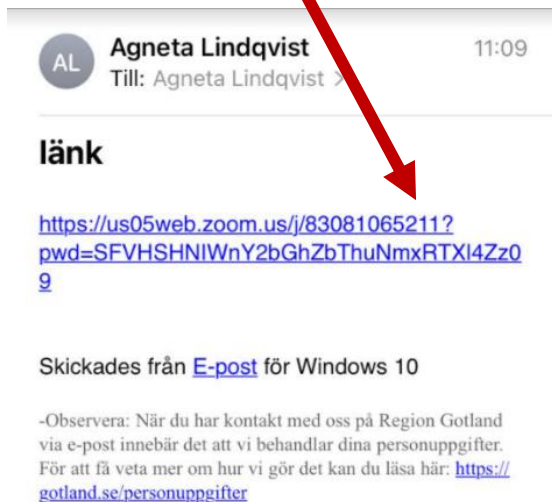 AL
Agneta Lindqvist 11:09
Till: Agneta Lindqvist >
länk
https://us05web.zoom.us/j/83081065211?
pwd=SFVHSHNlWnY2bGhZbThuNmxRTXl4Zz0
9
Skickades från E-post för Windows 10
-Observera: När du har kontakt med oss på Region Gotland
via e-post innebär det att vi behandlar dina personuppgifter.
För att få veta mer om hur vi gör det kan du läsa här: https://
gotland.se/personuppgifter